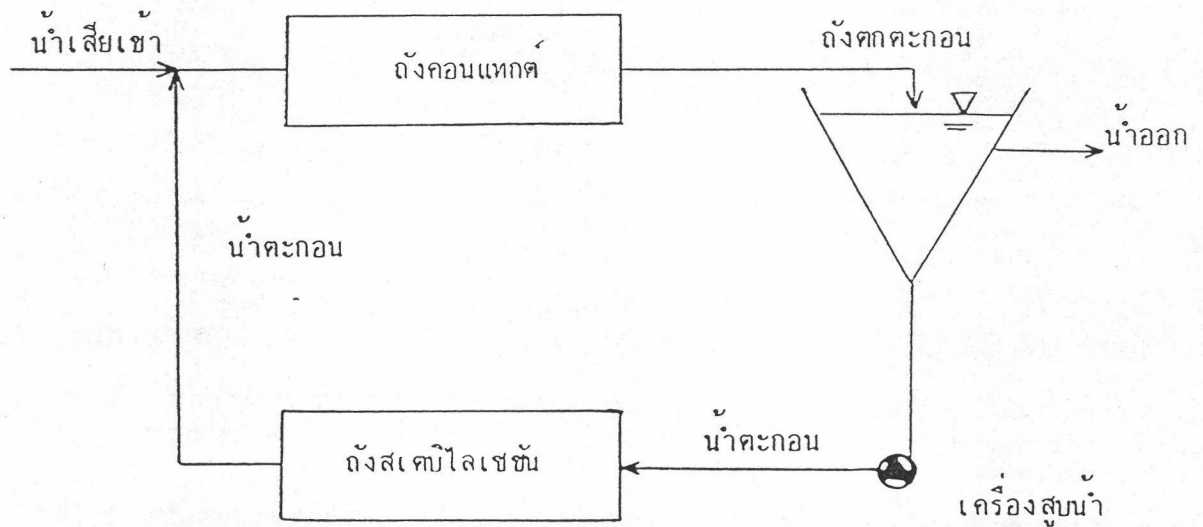 น้ำเสียเข้า
ถังคอนแทกต์
ถังตกตะกอน
น้ำออก
น้ำตะกอน
ถังสเตบิไลเซชัน
น้ำตะกอน
เครื่องสูบน้ำ